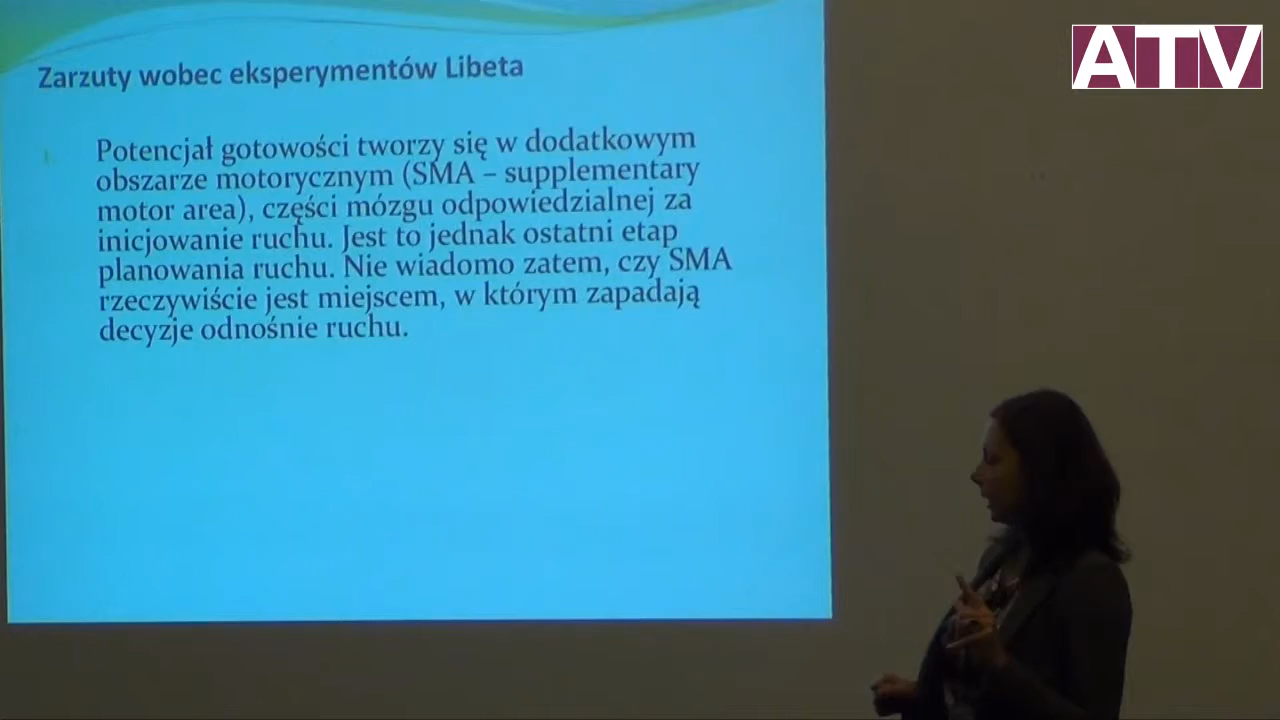 ATV
Zarzuty wobec eksperymentów Libeta
1. Potencjał gotowości tworzy się w dodatkowym
obszarze motorycznym (SMA – supplementary
motor area), części mózgu odpowiedzialnej za
inicjowanie ruchu. Jest to jednak ostatni etap
planowania ruchu. Nie wiadomo zatem, czy SMA
rzeczywiście jest miejscem, w którym zapadają
decyzje odnośnie ruchu.